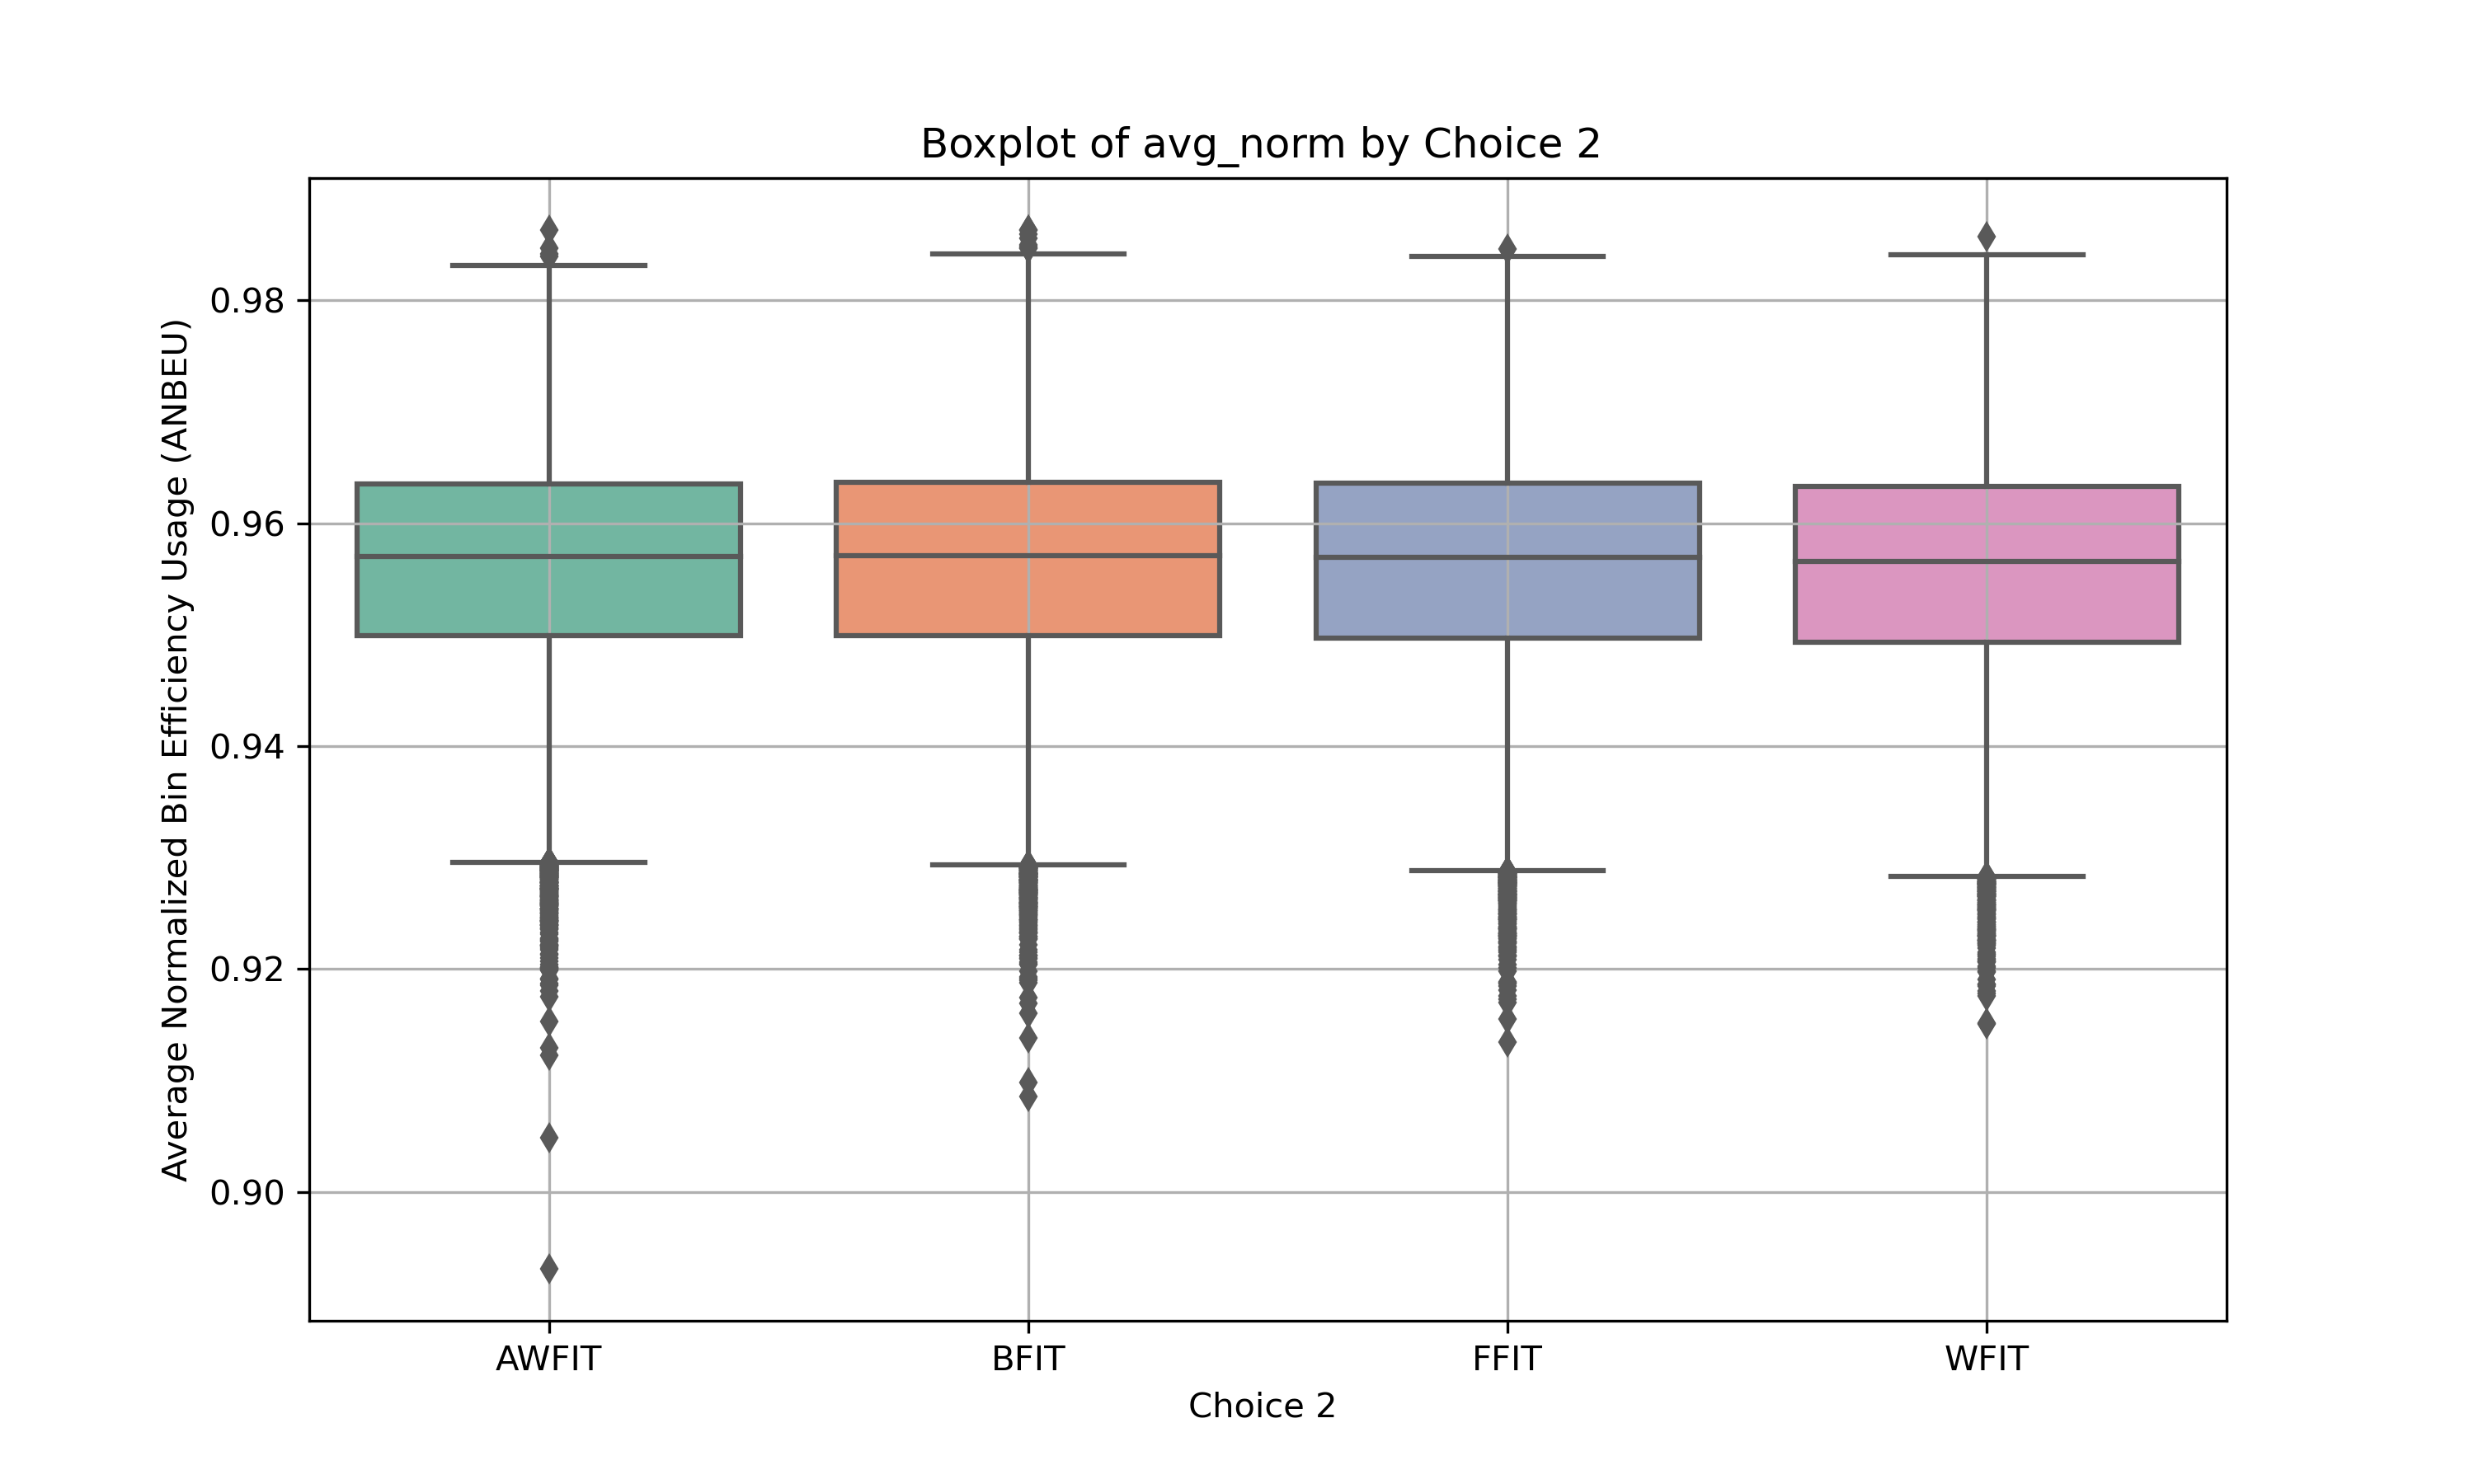 Boxplot of avg_norm by Choice 2
Average Normalized Bin Efficiency Usage (ANBEU)
0.98
0.96
0.94
0.92
0.90
AWFIT BFIT FFIT WFIT
Choice 2